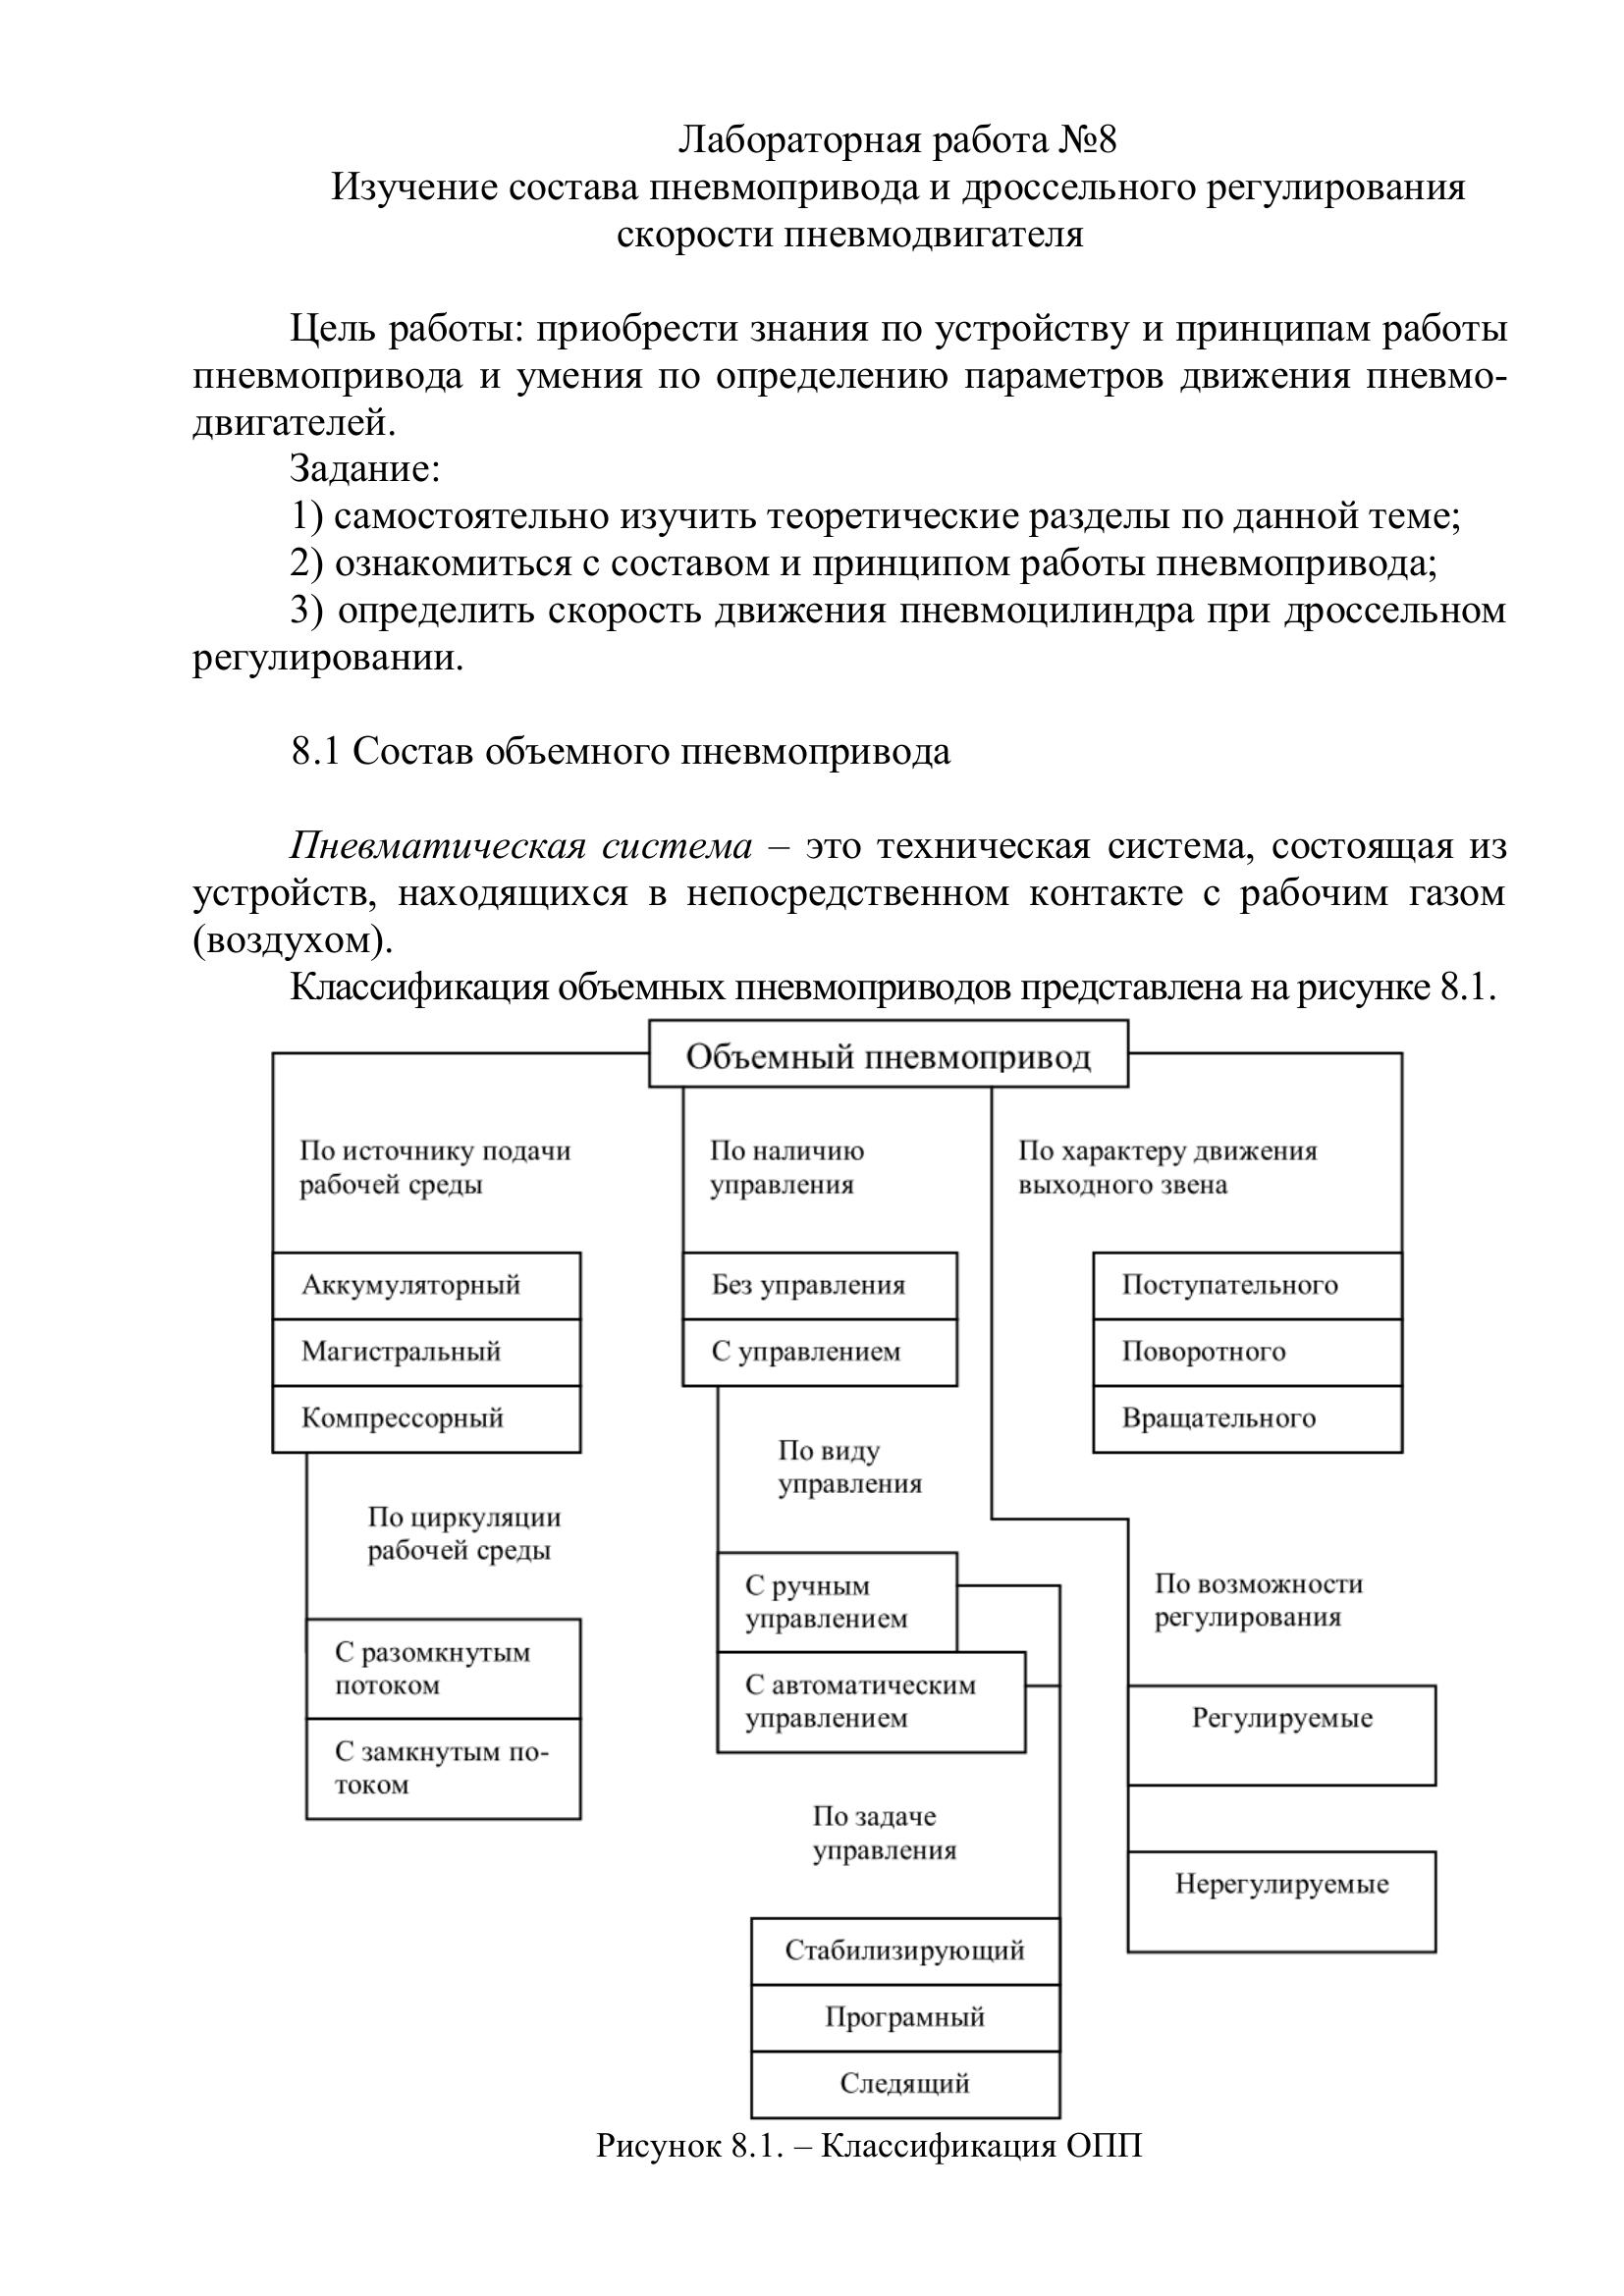 Лабораторная работа №8
Изучение состава пневмопривода и дроссельного регулирования
скорости пневмодвигателя
Цель работы: приобрести знания по устройству и принципам работы
пневмопривода и умения по определению параметров движения пневмо-
двигателей.
Задание:
1) самостоятельно изучить теоретические разделы по данной теме;
2) ознакомиться с составом и принципом работы пневмопривода;
3) определить скорость движения пневмоцилиндра при дроссельном
регулировании.
8.1 Состав объемного пневмопривода
Пневматическая система – это техническая система, состоящая из
устройств, находящихся в непосредственном контакте с рабочим газом
(воздухом).
Классификация объемных пневмоприводов представлена на рисунке 8.1.
Объемный пневмопривод
По источнику подачи
рабочей среды
Аккумуляторный
Магистральный
Компрессорный
По циркуляции
рабочей среды
С разомкнутым
потоком
С замкнутым по-
током
По наличию
управления
Без управления
С управлением
По виду
управления
С ручным
управлением
С автоматическим
управлением
По задаче
управления
Стабилизирующий
Програмный
Следящий
По характеру движения
выходного звена
Поступательного
Поворотного
Вращательного
По возможности
регулирования
Регулируемые
Нерегулируемые
Рисунок 8.1. – Классификация ОПП